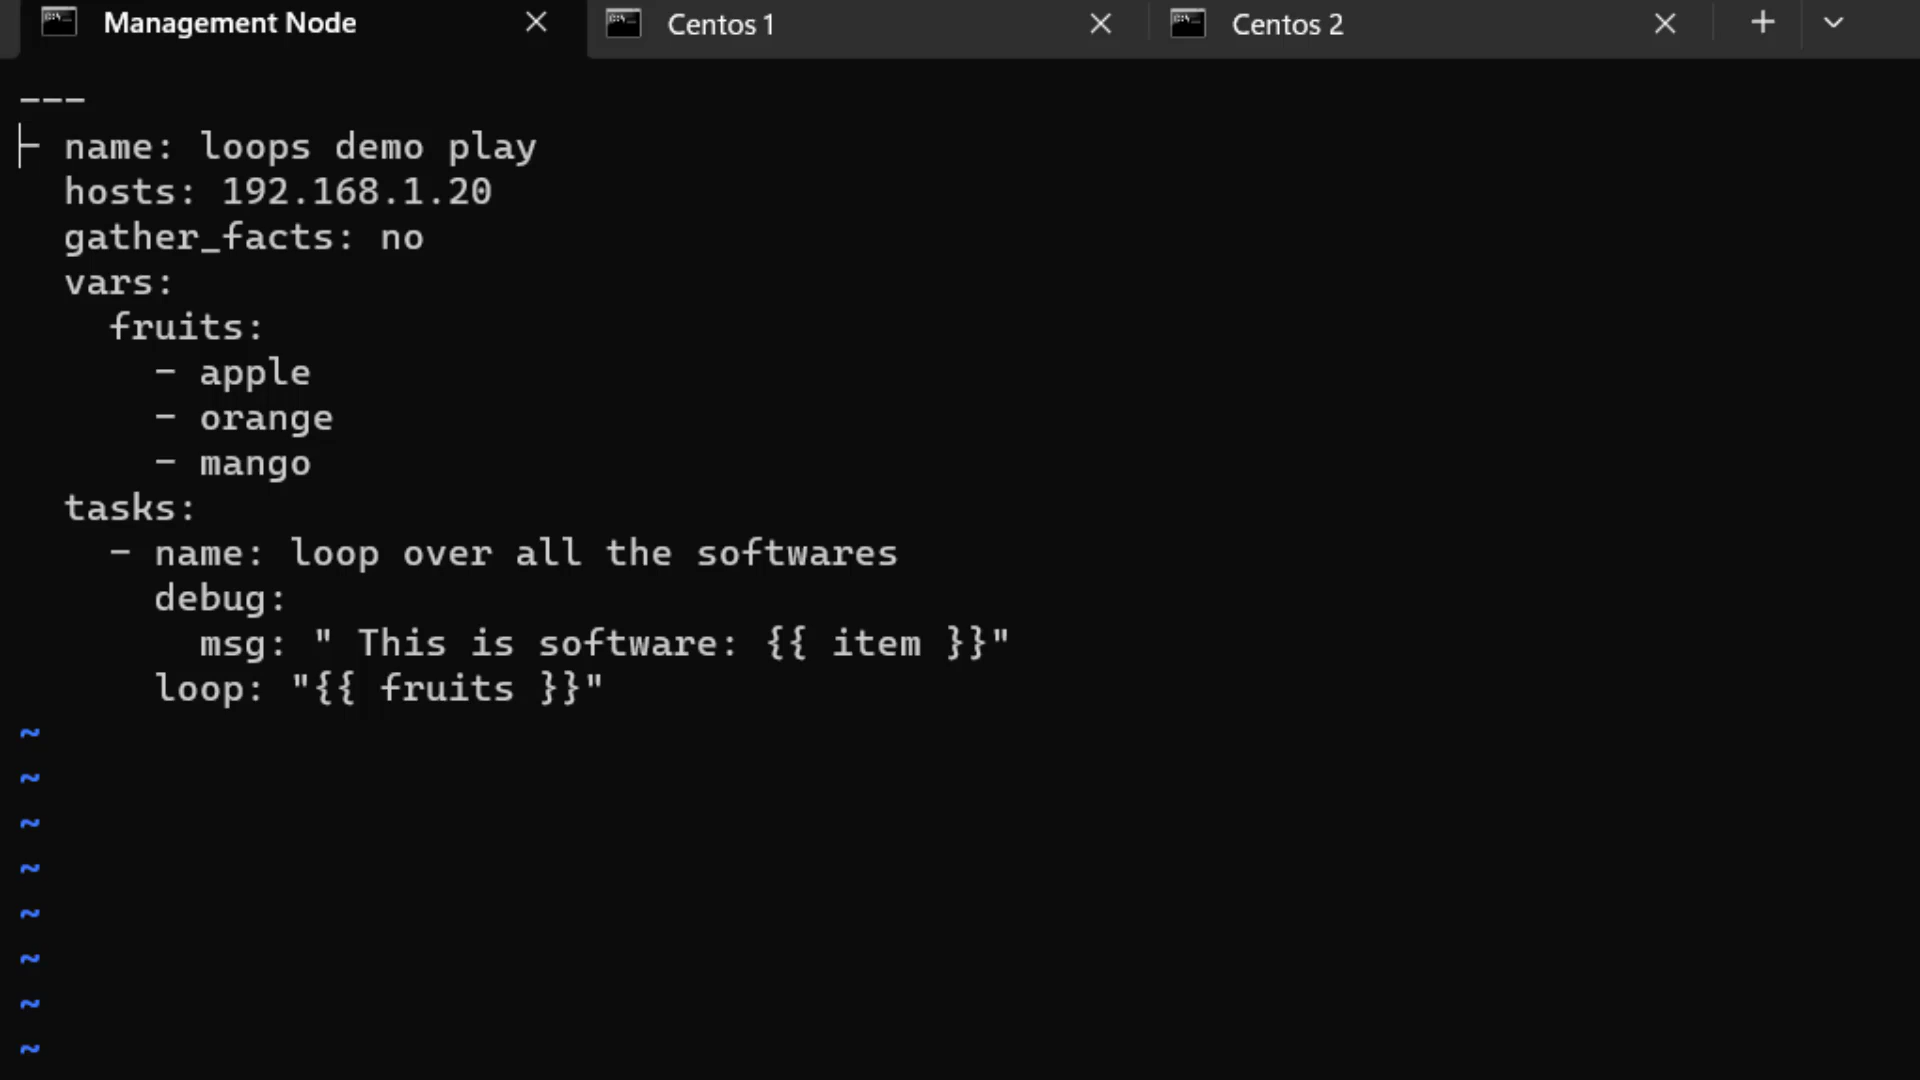 Management Node
Centos 1
Centos 2
---
- name: loops demo play
  hosts: 192.168.1.20
  gather_facts: no
  vars:
    fruits:
      - apple
      - orange
      - mango
  tasks:
    - name: loop over all the softwares
      debug:
        msg: " This is software: {{ item }}"
      loop: "{{ fruits }}"
~
~
~
~
~
~
~
~